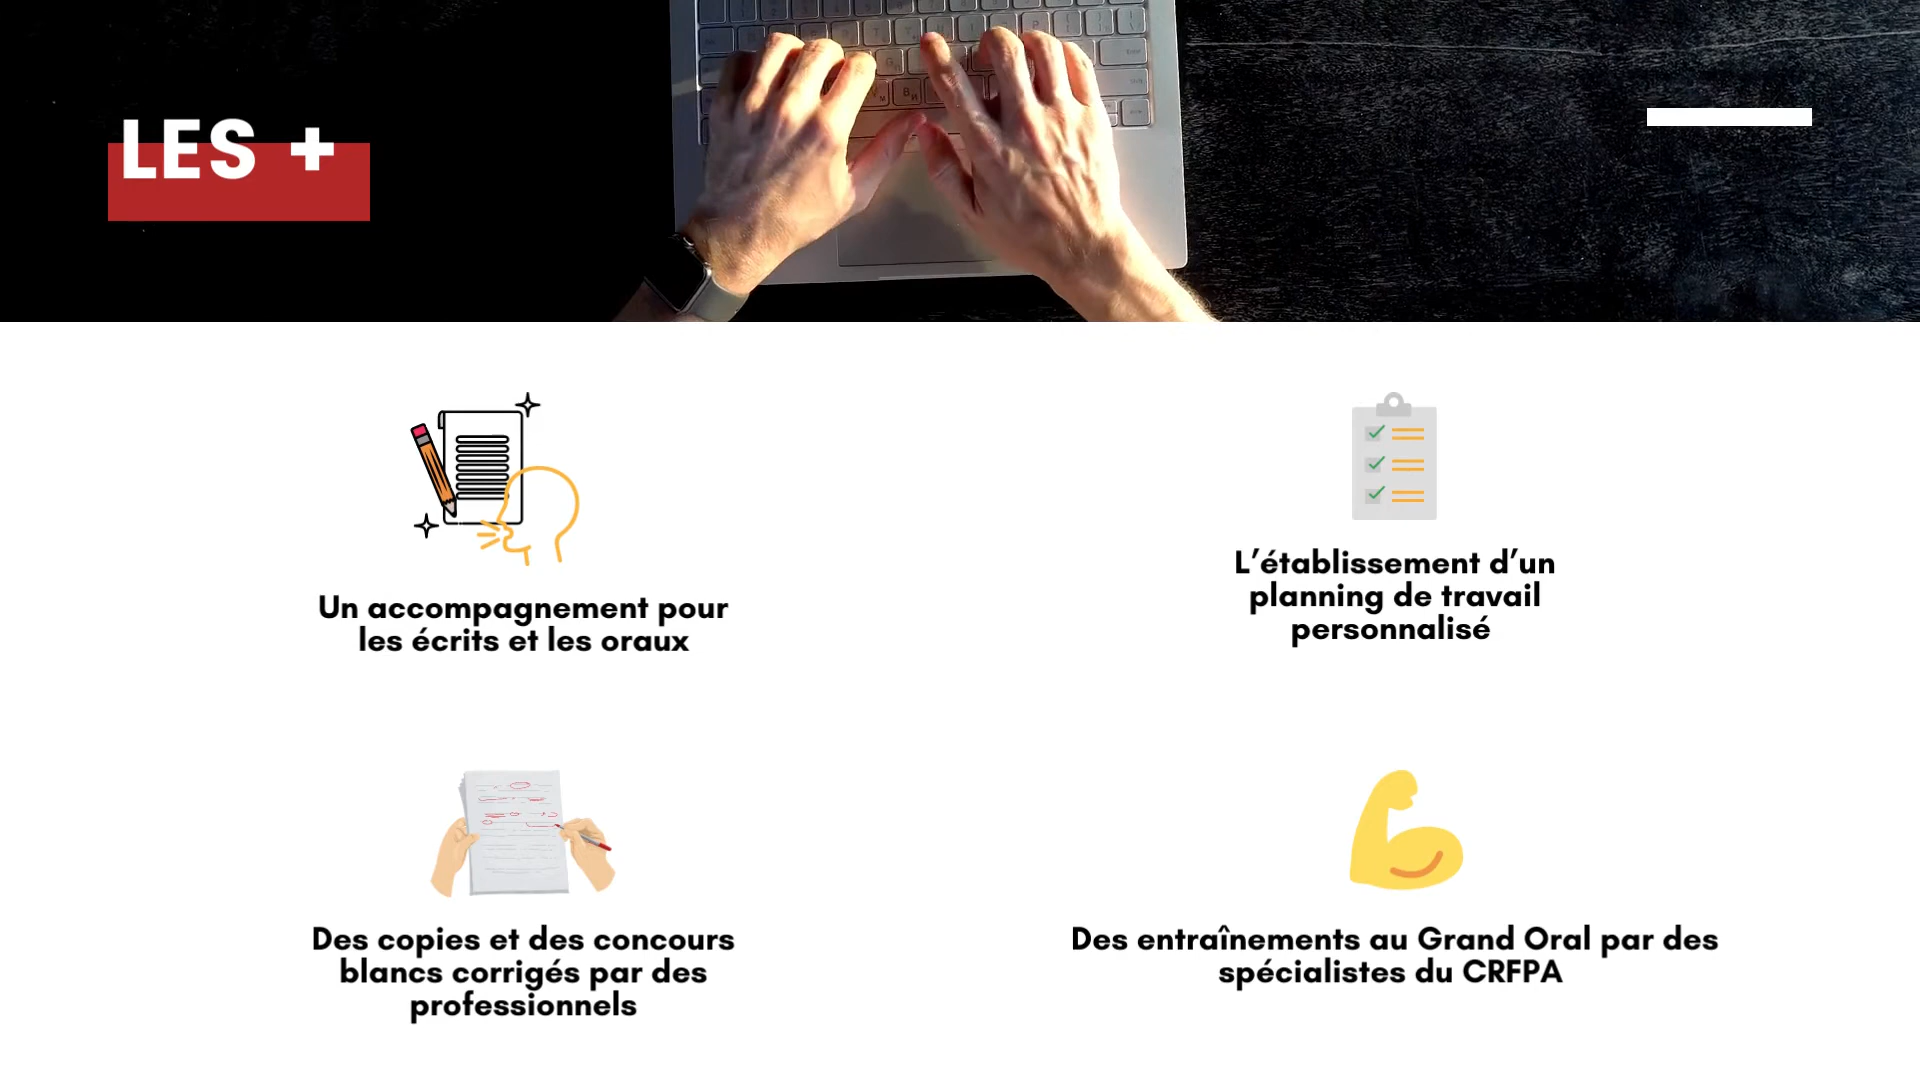 LES +
Un accompagnement pour
les écrits et les oraux
L’établissement d’un
planning de travail
personnalisé
Des copies et des concours
blancs corrigés par des
professionnels
Des entraînements au Grand Oral par des
spécialistes du CRFPA